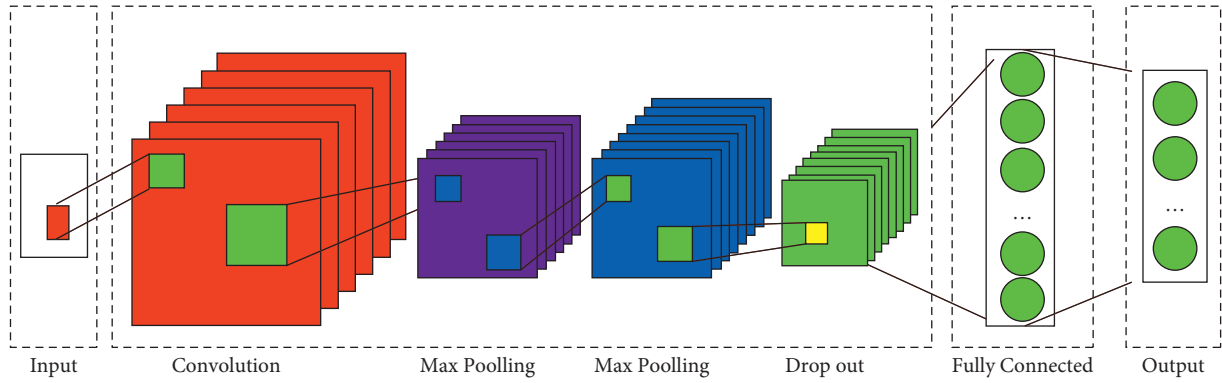 ...
...
Input
Convolution
Max Poolling
Max Poolling
Drop out
Fully Connected
Output